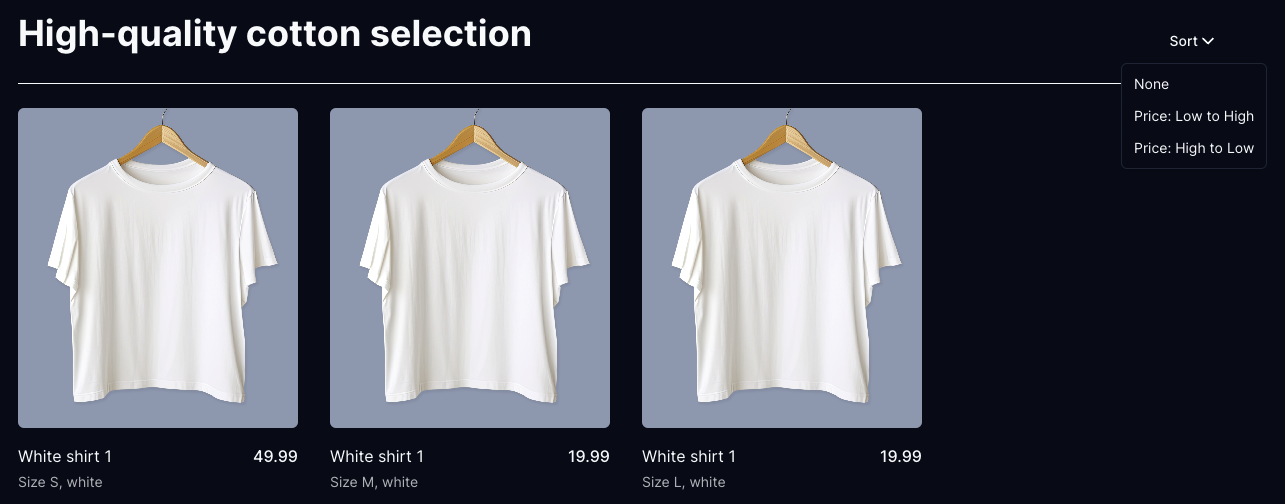 High-quality cotton selection
Sort
None
Price: Low to High
Price: High to Low
White shirt 1 49.99
Size S, white
White shirt 1 19.99
Size M, white
White shirt 1 19.99
Size L, white